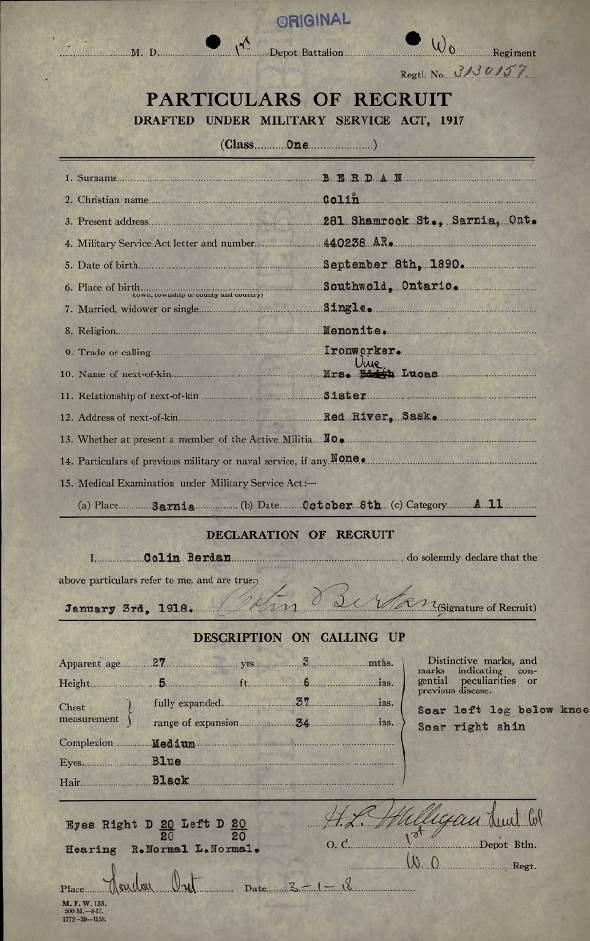 ORIGINAL
M. D. 1st Depot Battalion W O Regiment
Regtl. No. 3130157
PARTICULARS OF RECRUIT
DRAFTED UNDER MILITARY SERVICE ACT, 1917
(Class One)
1. Surname BERDAN
2. Christian name Colin
3. Present address 281 Shamrock St., Sarnia, Ont.
4. Military Service Act letter and number 440238 AR.
5. Date of birth September 8th, 1890.
6. Place of birth Southwold, Ontario.
(town, township or county and country)
7. Married, widower or single Single.
8. Religion Menonite.
9. Trade or calling Ironworker.
10. Name of next-of-kin Mrs. Lucas
11. Relationship of next-of-kin Sister
12. Address of next-of-kin Red River, Sask.
13. Whether at present a member of the Active Militia No.
14. Particulars of previous military or naval service, if any None.
15. Medical Examination under Military Service Act:—
(a) Place Sarnia (b) Date October 8th (c) Category A 11
DECLARATION OF RECRUIT
I, Colin Berdan, do solemnly declare that the
above particulars refer to me, and are true.
January 3rd, 1918. Colin Berdan (Signature of Recruit)
DESCRIPTION ON CALLING UP
Apparent age 27 yrs 3 mths.
Height 5 ft. 6 ins.
Chest measurement } fully expanded 37 ins.
range of expansion 34 ins.
Complexion Medium
Eyes Blue
Hair Black
Distinctive marks, and
marks indicating con-
genital peculiarities or
previous disease.
Scar left leg below knee
Scar right shin
Eyes Right D 20/20 Left D 20/20
Hearing R.Normal L.Normal.
H.L. Milligan Lieut Col
O. C. 1st Depot Btln.
W. O Regt.
Place London Ont Date 3-1-18
M. F. W. 133.
500 M.—8-17.
1772-39—1158.